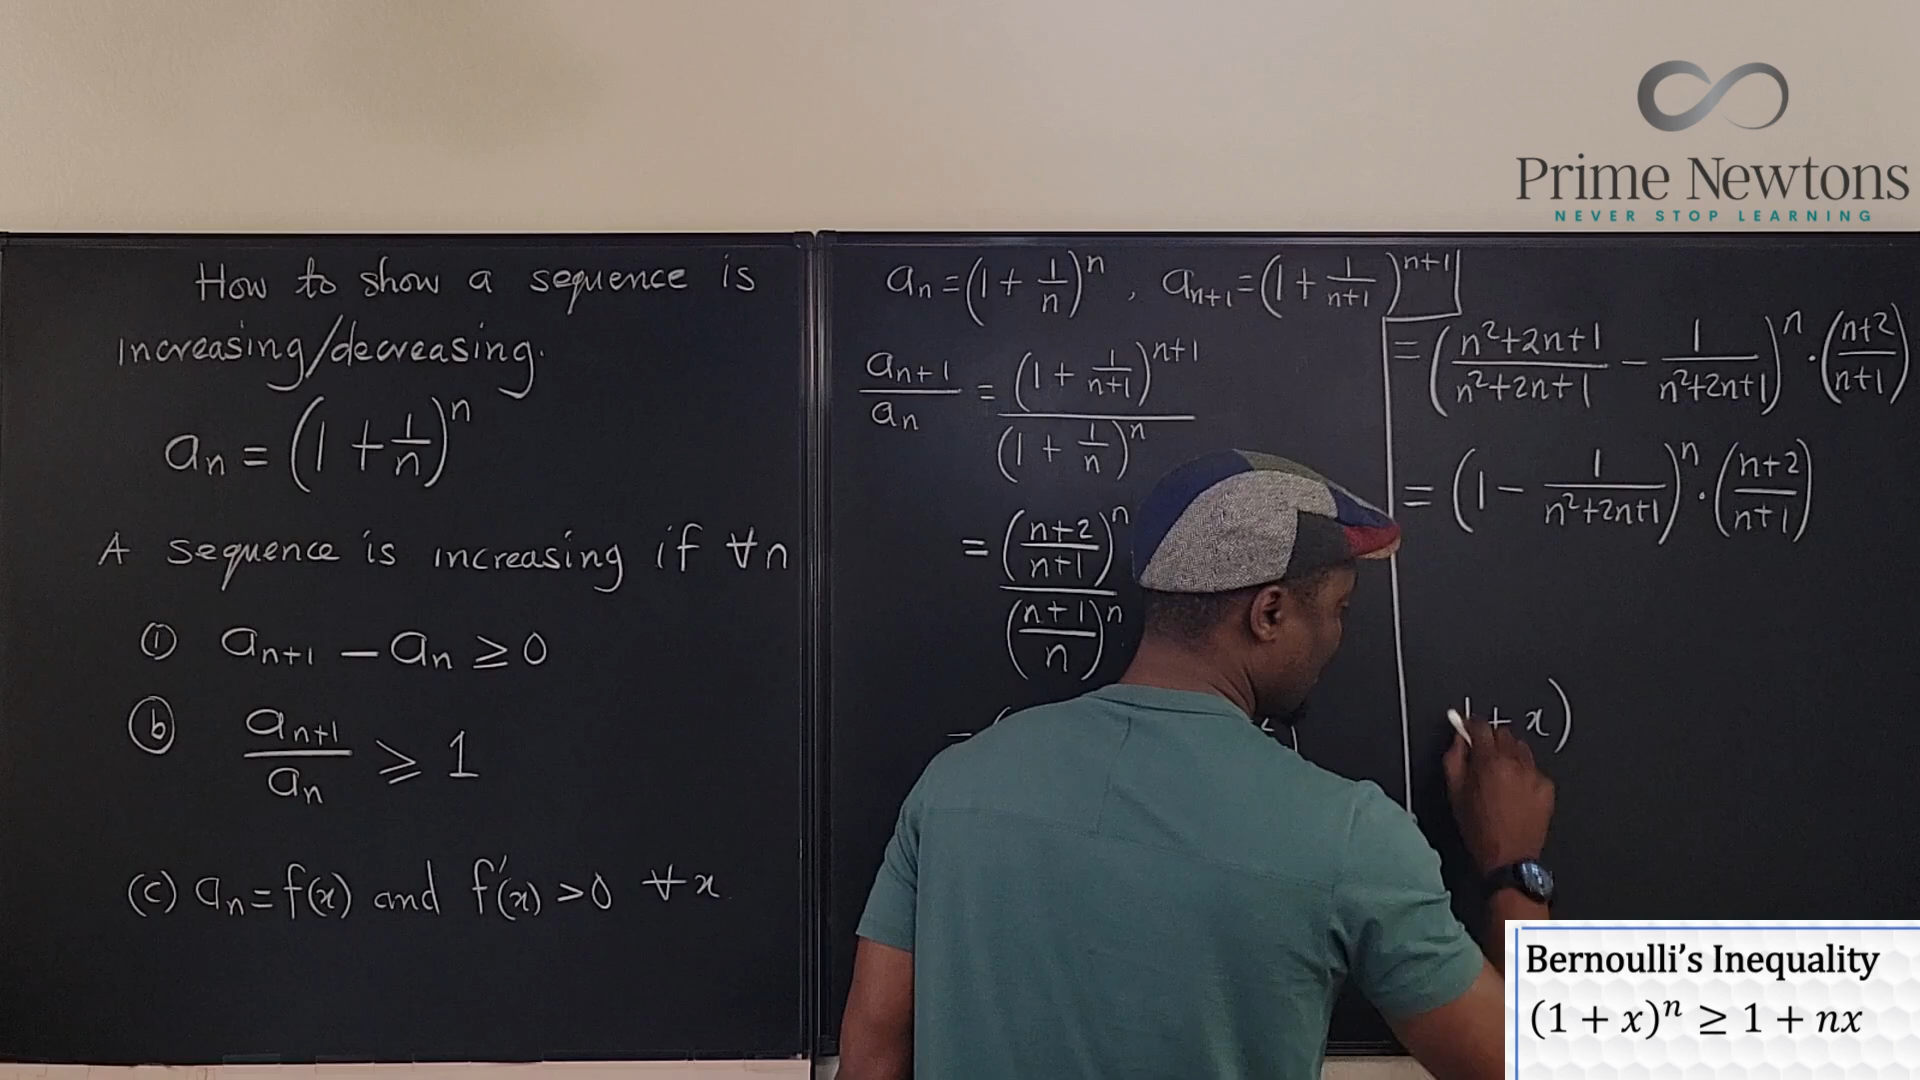 Prime Newtons
NEVER STOP LEARNING
How to show a sequence is
increasing/decreasing.
aₙ = (1 + 1/n)ⁿ
A sequence is increasing if ∀n
① aₙ₊₁ − aₙ ≥ 0
ⓑ aₙ₊₁/aₙ ≥ 1
(c) aₙ = f(x) and f′(x) > 0 ∀x
aₙ = (1 + 1/n)ⁿ , aₙ₊₁ = (1 + 1/(n+1))ⁿ⁺¹
aₙ₊₁/aₙ = (1 + 1/(n+1))ⁿ⁺¹ / (1 + 1/n)ⁿ
= ((n+2)/(n+1))ⁿ / ((n+1)/n)ⁿ
= ((n²+2n+1)/(n²+2n+1) − 1/(n²+2n+1))ⁿ · ((n+2)/(n+1))
= (1 − 1/(n²+2n+1))ⁿ · ((n+2)/(n+1))
1 + x)
Bernoulli's Inequality
(1 + x)ⁿ ≥ 1 + nx